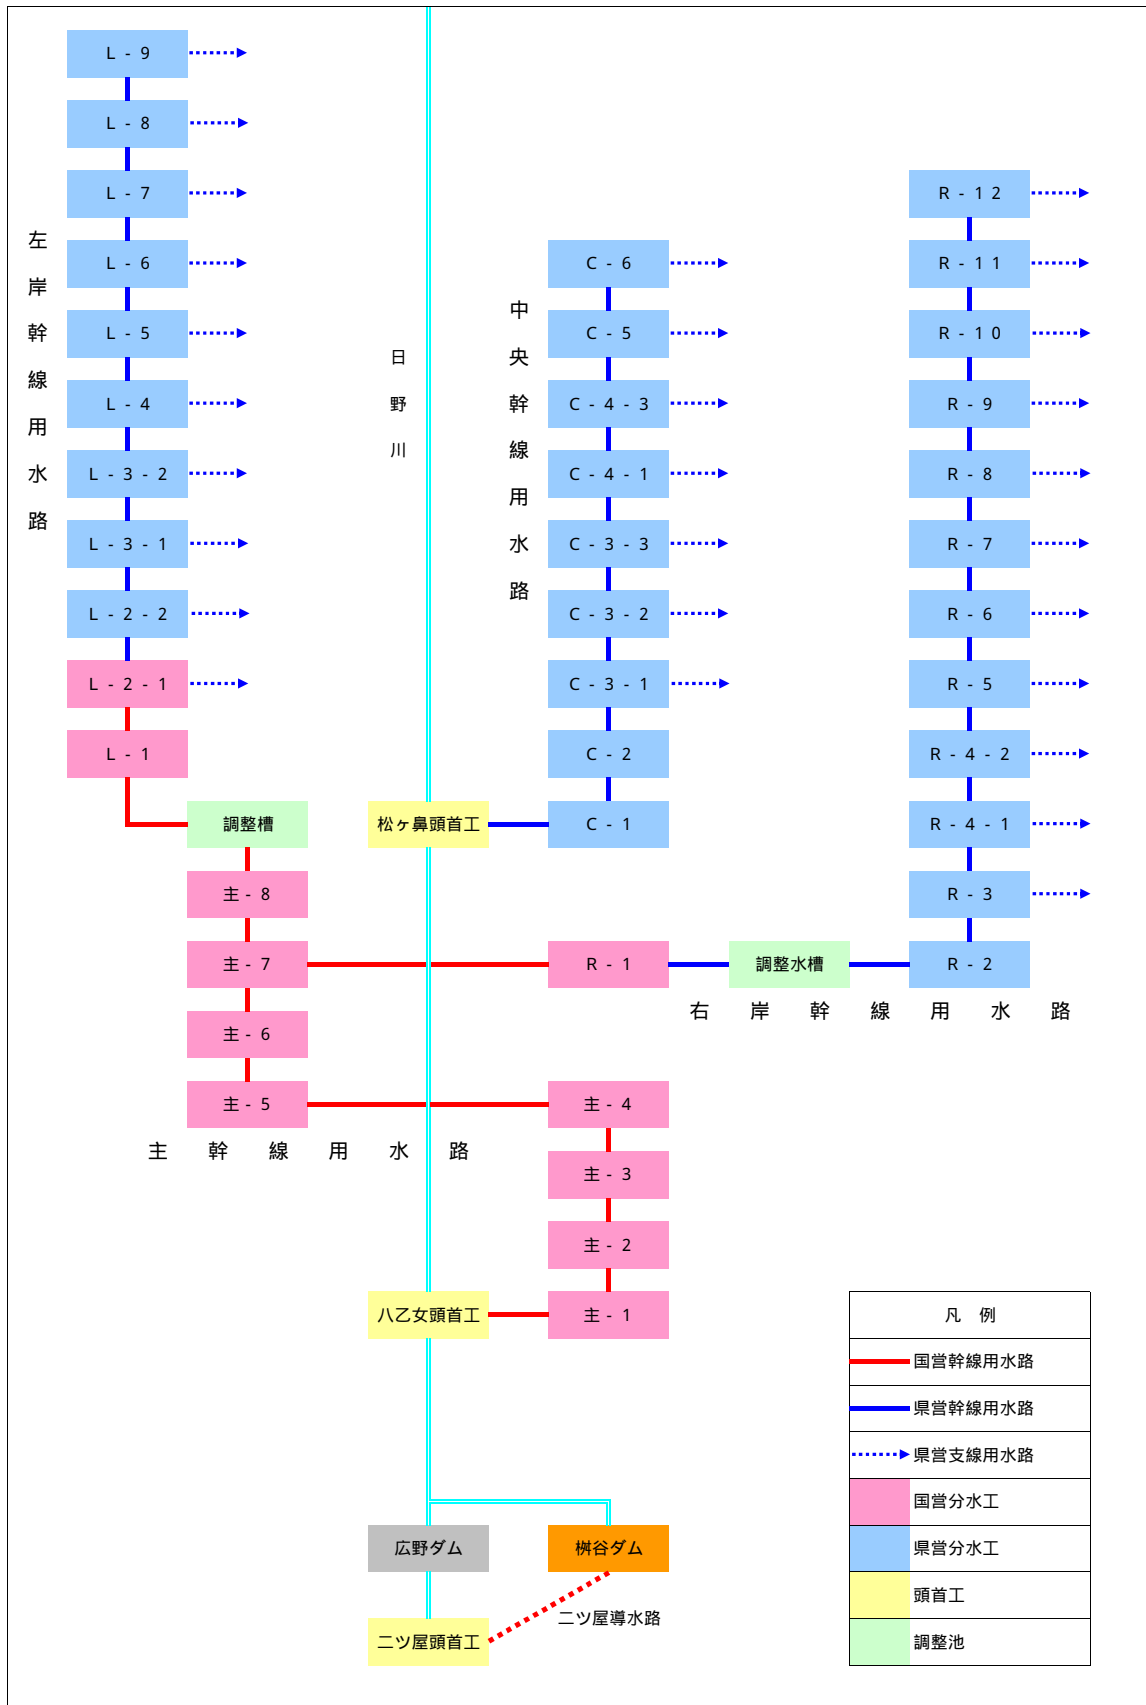 L - 9
L - 8
L - 7
L - 6
L - 5
L - 4
L - 3 - 2
L - 3 - 1
L - 2 - 2
L - 2 - 1
L - 1
左岸幹線用水路
日野川
中央幹線用水路
C - 6
C - 5
C - 4 - 3
C - 4 - 1
C - 3 - 3
C - 3 - 2
C - 3 - 1
C - 2
C - 1
R - 1 2
R - 1 1
R - 1 0
R - 9
R - 8
R - 7
R - 6
R - 5
R - 4 - 2
R - 4 - 1
R - 3
R - 2
調整槽
松ヶ鼻頭首工
主 - 8
主 - 7
R - 1
調整水槽
右岸幹線用水路
主 - 6
主 - 5
主 - 4
主幹線用水路
主 - 3
主 - 2
八乙女頭首工
主 - 1
広野ダム
桝谷ダム
二ツ屋導水路
二ツ屋頭首工
凡 例
国営幹線用水路
県営幹線用水路
県営支線用水路
国営分水工
県営分水工
頭首工
調整池